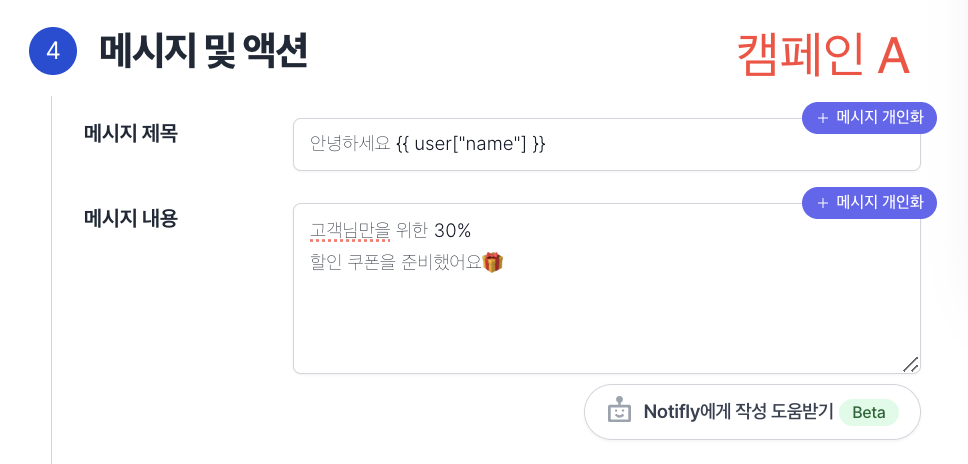 4 메시지 및 액션
캠페인 A
메시지 제목
+ 메시지 개인화
안녕하세요 {{ user["name"] }}
메시지 내용
+ 메시지 개인화
고객님만을 위한 30%
할인 쿠폰을 준비했어요🎁
Notifly에게 작성 도움받기 Beta